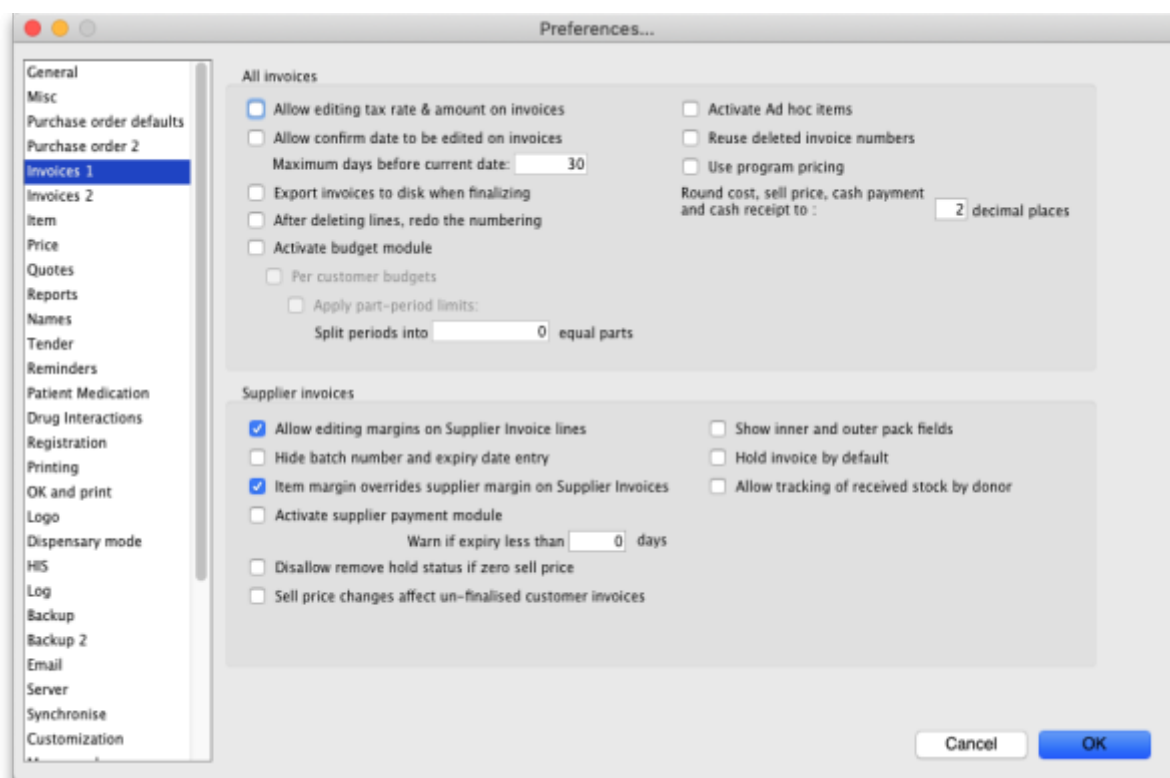 Preferences...
General
Misc
Purchase order defaults
Purchase order 2
Invoices 1
Invoices 2
Item
Price
Quotes
Reports
Names
Tender
Reminders
Patient Medication
Drug Interactions
Registration
Printing
OK and print
Logo
Dispensary mode
HIS
Log
Backup
Backup 2
Email
Server
Synchronise
Customization
All invoices
Allow editing tax rate & amount on invoices
Allow confirm date to be edited on invoices
Maximum days before current date: 30
Export invoices to disk when finalizing
After deleting lines, redo the numbering
Activate budget module
Per customer budgets
Apply part-period limits:
Split periods into 0 equal parts
Activate Ad hoc items
Reuse deleted invoice numbers
Use program pricing
Round cost, sell price, cash payment
and cash receipt to : 2 decimal places
Supplier invoices
Allow editing margins on Supplier Invoice lines
Hide batch number and expiry date entry
Item margin overrides supplier margin on Supplier Invoices
Activate supplier payment module
Warn if expiry less than 0 days
Disallow remove hold status if zero sell price
Sell price changes affect un-finalised customer invoices
Show inner and outer pack fields
Hold invoice by default
Allow tracking of received stock by donor
Cancel
OK